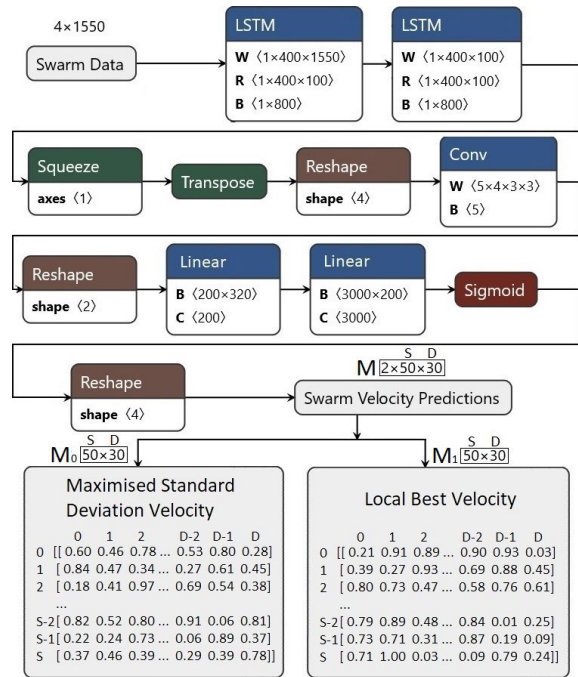 4×1550
Swarm Data
LSTM
W ⟨1×400×1550⟩
R ⟨1×400×100⟩
B ⟨1×800⟩
LSTM
W ⟨1×400×100⟩
R ⟨1×400×100⟩
B ⟨1×800⟩
Squeeze
axes ⟨1⟩
Transpose
Reshape
shape ⟨4⟩
Conv
W ⟨5×4×3×3⟩
B ⟨5⟩
Reshape
shape ⟨2⟩
Linear
B ⟨200×320⟩
C ⟨200⟩
Linear
B ⟨3000×200⟩
C ⟨3000⟩
Sigmoid
Reshape
shape ⟨4⟩
S D
M 2×50×30
Swarm Velocity Predictions
S D
M₀ 50×30
S D
M₁ 50×30
Maximised Standard
Deviation Velocity
0 1 2 D-2 D-1 D
0 [[ 0.60 0.46 0.78 ... 0.53 0.80 0.28]
1 [ 0.84 0.47 0.34 ... 0.27 0.61 0.45]
2 [ 0.18 0.41 0.97 ... 0.69 0.54 0.38]
...
S-2 [ 0.82 0.52 0.80 ... 0.91 0.06 0.81]
S-1 [ 0.22 0.24 0.73 ... 0.06 0.89 0.37]
S [ 0.37 0.46 0.39 ... 0.29 0.39 0.78]]
Local Best Velocity
0 1 2 D-2 D-1 D
0 [[ 0.21 0.91 0.89 ... 0.90 0.93 0.03]
1 [ 0.39 0.27 0.93 ... 0.69 0.88 0.45]
2 [ 0.80 0.73 0.47 ... 0.58 0.76 0.61]
...
S-2 [ 0.79 0.89 0.48 ... 0.84 0.01 0.25]
S-1 [ 0.73 0.71 0.31 ... 0.87 0.19 0.09]
S [ 0.71 1.00 0.03 ... 0.09 0.79 0.24]]